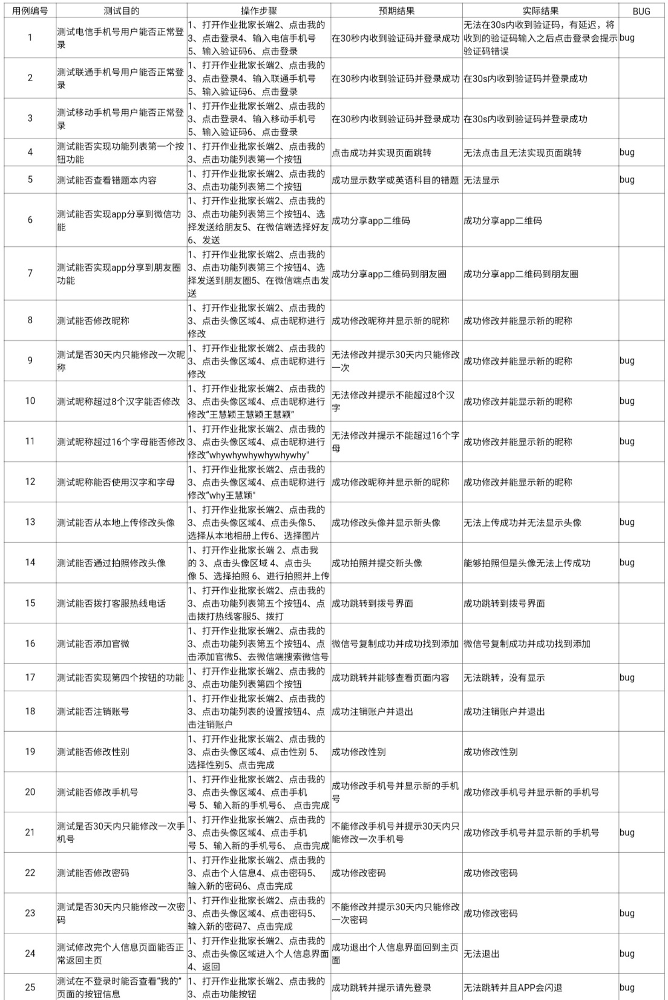 用例编号 测试目的 操作步骤 预期结果 实际结果 BUG
1
测试电信手机号用户能否正常登
录
1、打开作业批家长端2、点击我的
3、点击登录4、输入电信手机号
5、输入验证码6、点击登录
在30秒内收到验证码并登录成功
无法在30s内收到验证码，有延迟，将
收到的验证码输入之后点击登录会提示
验证码错误
bug
2
测试联通手机号用户能否正常登
录
1、打开作业批家长端2、点击我的
3、点击登录4、输入联通手机号
5、输入验证码6、点击登录
在30秒内收到验证码并登录成功
在30s内收到验证码并登录成功
3
测试移动手机号用户能否正常登
录
1、打开作业批家长端2、点击我的
3、点击登录4、输入移动手机号
5、输入验证码6、点击登录
在30秒内收到验证码并登录成功
在30s内收到验证码并登录成功
4
测试能否实现功能列表第一个按
钮功能
1、打开作业批家长端2、点击我的
3、点击功能列表第一个按钮
点击成功并实现页面跳转
无法点击且无法实现页面跳转
bug
5
测试能否查看错题本内容
1、打开作业批家长端2、点击我的
3、点击功能列表第二个按钮
成功显示数学或英语科目的错题
无法显示
bug
6
测试能否实现app分享到微信功
能
1、打开作业批家长端2、点击我的
3、点击功能列表第三个按钮4、选
择发送给朋友5、在微信端选择好友
6、发送
成功分享app二维码
成功分享app二维码
7
测试能否实现app分享到朋友圈
功能
1、打开作业批家长端2、点击我的
3、点击功能列表第三个按钮4、选
择发送到朋友圈5、在微信端点击发
送
成功分享app二维码到朋友圈
成功分享app二维码到朋友圈
8
测试能否修改昵称
1、打开作业批家长端2、点击我的
3、点击头像区域4、点击昵称进行
修改
成功修改昵称并显示新的昵称
成功修改并能显示新的昵称
9
测试是否30天内只能修改一次昵
称
1、打开作业批家长端2、点击我的
3、点击头像区域4、点击昵称进行
修改
无法修改并提示30天内只能修改
一次
成功修改并能显示新的昵称
bug
10
测试昵称超过8个汉字能否修改
1、打开作业批家长端2、点击我的
3、点击头像区域4、点击昵称进行
修改“王慧颖王慧颖王慧颖”
无法修改并提示不能超过8个汉
字
成功修改并能显示新的昵称
bug
11
测试昵称超过16个字母能否修改
1、打开作业批家长端2、点击我的
3、点击头像区域4、点击昵称进行
修改“whywhywhywhywhywhy"
无法修改并提示不能超过16个字
母
成功修改并能显示新的昵称
bug
12
测试昵称能否使用汉字和字母
1、打开作业批家长端2、点击我的
3、点击头像区域4、点击昵称进行
修改“why王慧颖"
成功修改昵称并显示新的昵称
成功修改并能显示新的昵称
13
测试能否从本地上传修改头像
1、打开作业批家长端2、点击我的
3、点击头像区域4、点击头像5、
选择从本地相册上传6、选择图片
成功修改头像并显示新头像
无法上传成功并无法显示头像
bug
14
测试能否通过拍照修改头像
1、打开作业批家长端 2、点击我
的 3、点击头像区域 4、点击头
像 5、选择拍照 6、进行拍照并上传
成功拍照并提交新头像
能够拍照但是头像无法上传成功
bug
15
测试能否拨打客服热线电话
1、打开作业批家长端2、点击我的
3、点击功能列表第五个按钮4、点
击拨打热线客服5、拨打
成功跳转到拨号界面
成功跳转到拨号界面
16
测试能否添加官微
1、打开作业批家长端2、点击我的
3、点击功能列表第五个按钮4、点
击添加官微5、去微信端搜索微信号
微信号复制成功并成功找到添加
微信号复制成功并成功找到添加
17
测试能否实现第四个按钮的功能
1、打开作业批家长端2、点击我的
3、点击功能列表第四个按钮
成功跳转并能够查看页面内容
无法跳转，没有显示
bug
18
测试能否注销账号
1、打开作业批家长端2、点击我的
3、点击功能列表的设置按钮4、点
击注销账户
成功注销账户并退出
成功注销账户并退出
19
测试能否修改性别
1、打开作业批家长端2、点击我的
3、点击头像区域4、点击性别 5、
选择性别5、点击完成
成功修改性别
成功修改性别
20
测试能否修改手机号
1、打开作业批家长端2、点击我的
3、点击头像区域4、点击手机
号 5、输入新的手机号6、 点击完成
成功修改手机号并显示新的手机
号
成功修改手机号并显示新的手机号
21
测试是否30天内只能修改一次手
机号
1、打开作业批家长端2、点击我的
3、点击头像区域4、点击手机
号 5、输入新的手机号6、 点击完成
不能修改手机号并提示30天内只
能修改一次手机号
成功修改手机号并显示新的手机号
bug
22
测试能否修改密码
1、打开作业批家长端2、点击我的
3、点击个人信息4、点击密码5、
输入新的密码6、点击完成
成功修改密码
成功修改密码
23
测试是否30天内只能修改一次密
码
1、打开作业批家长端2、点击我的
3、点击头像区域4、点击密码5、
输入新的密码7、点击完成
不能修改并提示30天内只能修改
一次密码
成功修改密码
bug
24
测试修改完个人信息页面能否正
常返回主页
1、打开作业批家长端2、点击我的
3、点击头像区域进入个人信息界面
4、返回
成功退出个人信息界面回到主页
面
无法退出
bug
25
测试在不登录时能否查看“我的”
页面的按钮信息
1、打开作业批家长端2、点击我的
3、点击功能按钮
成功跳转并提示请先登录
无法跳转并且APP会闪退
bug